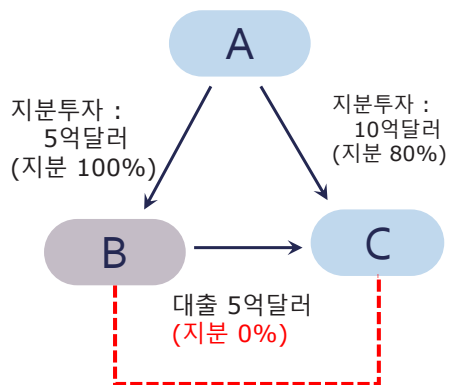 A
지분투자 :
5억달러
(지분 100%)
지분투자 :
10억달러
(지분 80%)
B
C
대출 5억달러
(지분 0%)